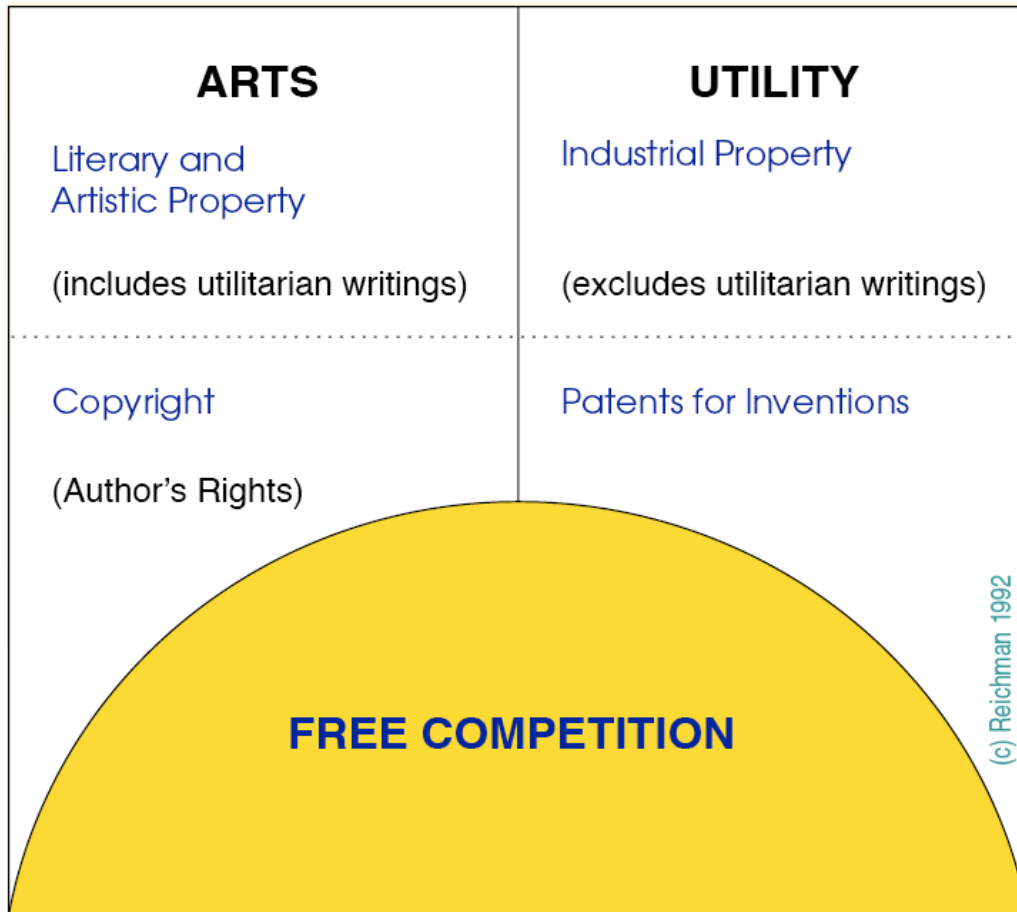 ARTS
Literary and
Artistic Property
(includes utilitarian writings)
Copyright
(Author's Rights)
UTILITY
Industrial Property
(excludes utilitarian writings)
Patents for Inventions
FREE COMPETITION
(c) Reichman 1992